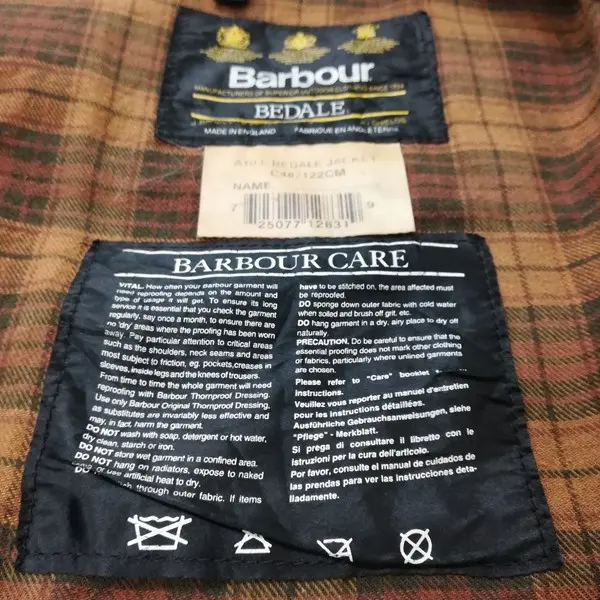 Barbour
MANUFACTURERS OF SUPERIOR OUTDOOR CLOTHING SINCE 1894
BEDALE
MADE IN ENGLAND FABRIQUE EN ANGLETERRE
A101 BEDALE JACKET
C48/122CM
NAME
7 25077 12831 9
BARBOUR CARE
VITAL. How often your Barbour garment will
need reproofing depends on the amount and
type of usage it will get. To ensure its long
service it is essential that you check the garment
regularly, say once a month, to ensure there are
no 'dry' areas where the proofing has been worn
away. Pay particular attention to critical areas
such as the shoulders, neck seams and areas
most subject to friction, eg. pockets, creases in
sleeves, inside legs and the knees of trousers.
From time to time the whole garment will need
reproofing with Barbour Thornproof Dressing.
Use only Barbour Original Thornproof Dressing,
as substitutes are invariably less effective and
may, in fact, harm the garment.
DO NOT wash with soap, detergent or hot water,
dry clean, starch or iron.
DO NOT store wet garment in a confined area.
DO NOT hang on radiators, expose to naked
or use artificial heat to dry.
DO through outer fabric. If items
have to be stitched on, the area affected must
be reproofed.
DO sponge down outer fabric with cold water
when soiled and brush off grit, etc.
DO hang garment in a dry, airy place to dry off
naturally.
PRECAUTION. Do be careful to ensure that the
essential proofing does not mark other clothing
or fabrics, particularly where unlined garments
are chosen.
Please refer to "Care" booklet
instructions.
Veuillez vous reporter au manuel d'entretien
pour les instructions détaillées.
Ausführliche Gebrauchsanweisungen, siehe
"Pflege" - Merkblatt.
Si prega di consultare il libretto con le
istruzioni per la cura dell'articolo.
Por favor, consulte el manual de cuidados de
las prendas para ver las instrucciones deta-
lladamente.